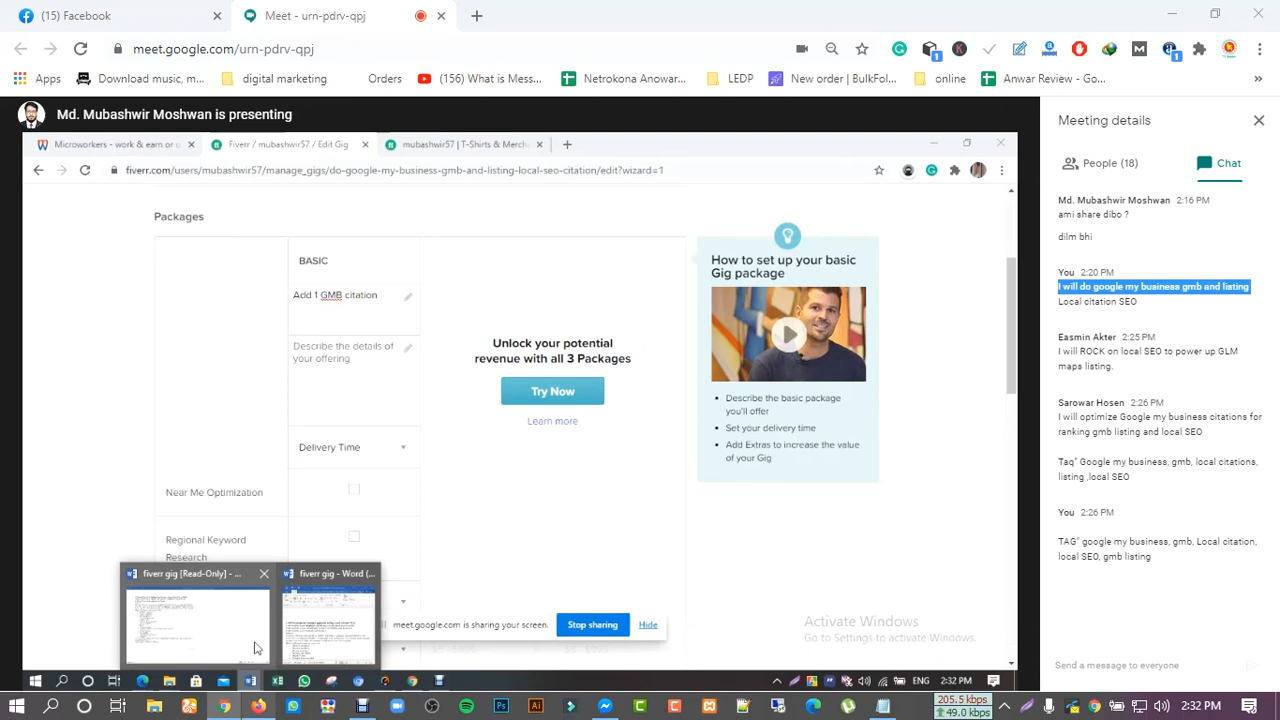 (15) Facebook
Meet - urn-pdrv-qpj
meet.google.com/urn-pdrv-qpj
Apps
Download music, m...
digital marketing
Orders
(156) What is Mess...
Netrokona Anowar...
LEDP
New order | BulkFol...
online
Anwar Review - Go...
»
Md. Mubashwir Moshwan is presenting
Microworkers - work & earn or
Fiverr / mubashwir57 / Edit Gig
mubashwir57 | T-Shirts & Merch
fiverr.com/users/mubashwir57/manage_gigs/do-google-my-business-gmb-and-listing-local-seo-citation/edit?wizard=1
Packages
BASIC
Add 1 GMB citation
Describe the details of
your offering
Delivery Time
Near Me Optimization
Regional Keyword
Research
Unlock your potential
revenue with all 3 Packages
Try Now
Learn more
How to set up your basic
Gig package
Describe the basic package
you'll offer
Set your delivery time
Add Extras to increase the value
of your Gig
fiverr gig [Read-Only] - ...
fiverr gig - Word (...
meet.google.com is sharing your screen.
Stop sharing
Hide
Activate Windows
Go to Settings to activate Windows.
ENG
2:32 PM
Meeting details
People (18)
Chat
Md. Mubashwir Moshwan 2:16 PM
ami share dibo ?
dilm bhi
You 2:20 PM
I will do google my business gmb and listing
Local citation SEO
Easmin Akter 2:25 PM
I will ROCK on local SEO to power up GLM
maps listing.
Sarowar Hosen 2:26 PM
I will optimize Google my business citations for
ranking gmb listing and local SEO
Taq" Google my business, gmb, local citations,
listing ,local SEO
You 2:26 PM
TAG" google my business, gmb, Local citation,
local SEO, gmb listing
Send a message to everyone
205.5 kbps
49.0 kbps
2:32 PM